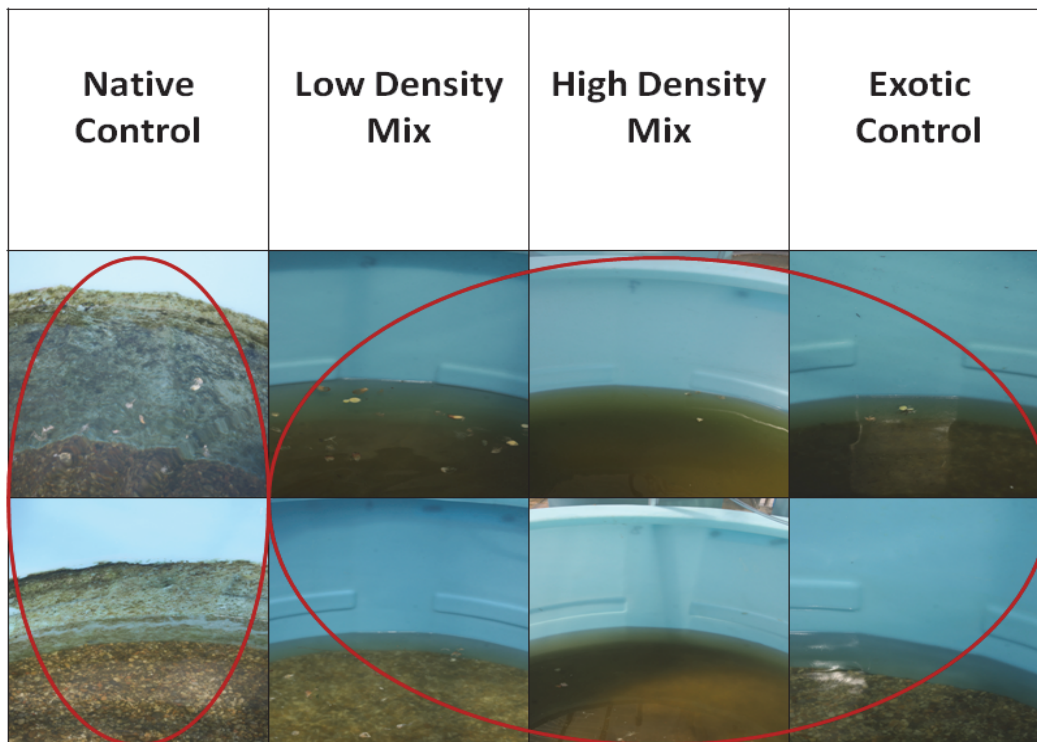 Native
Control
Low Density
Mix
High Density
Mix
Exotic
Control